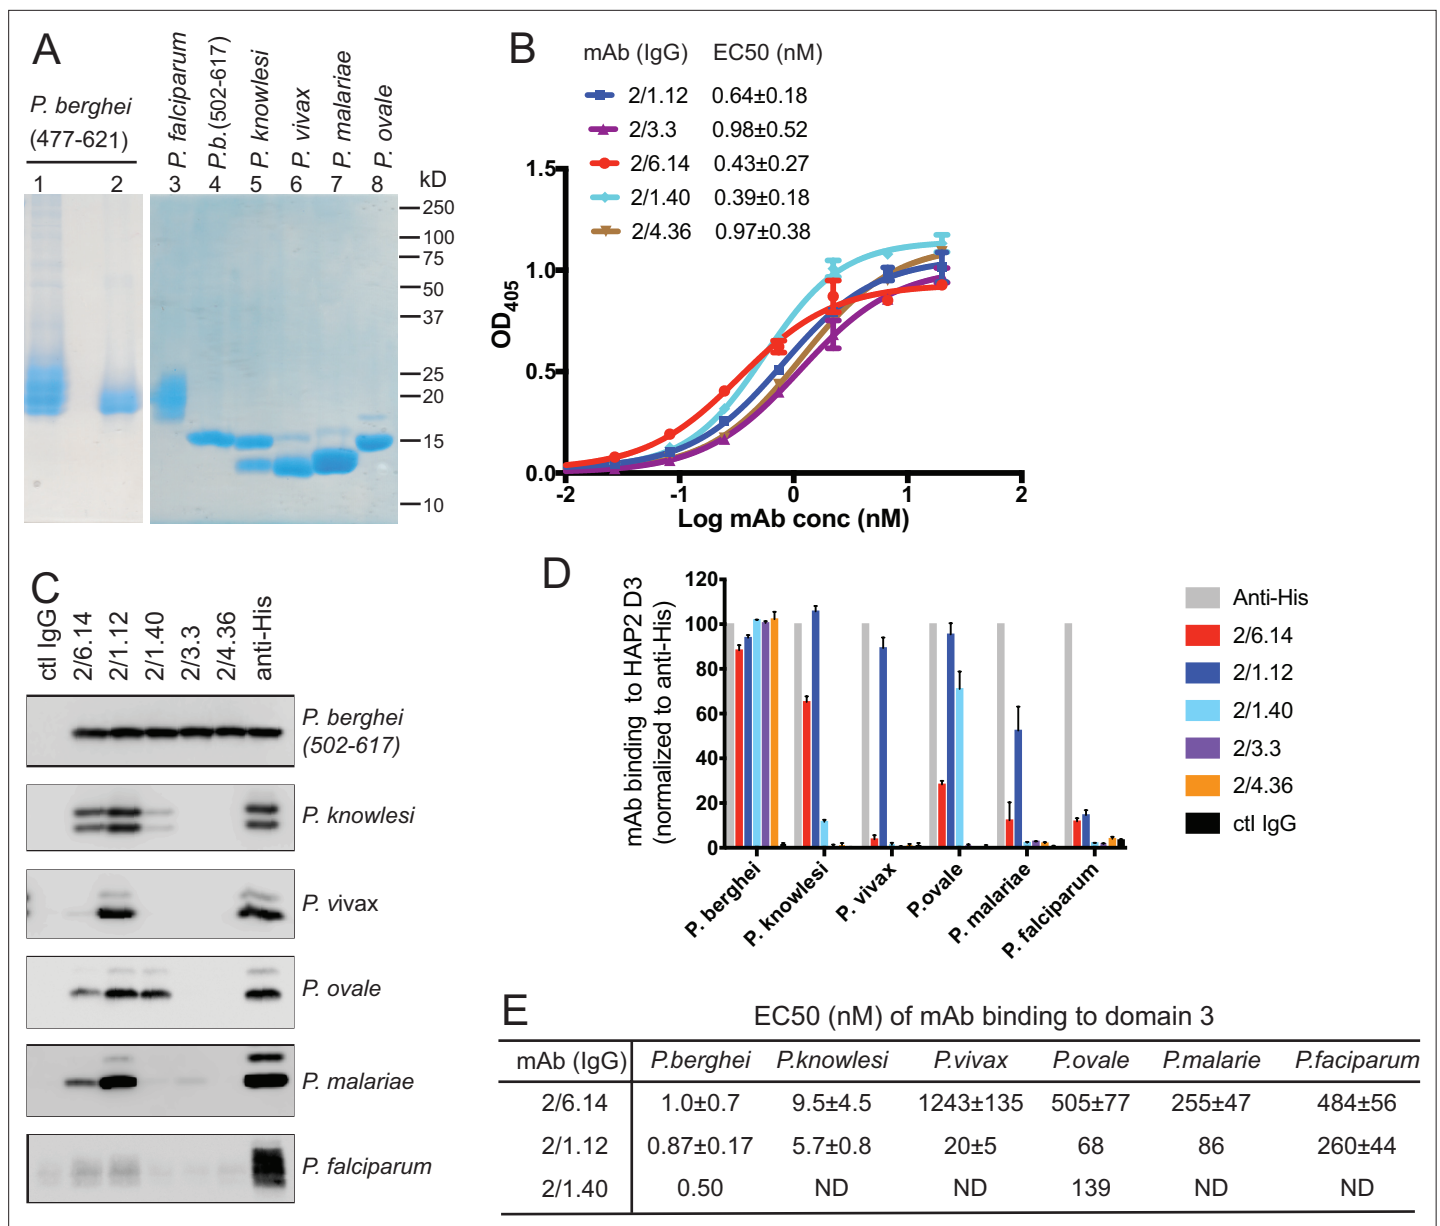 A
P. berghei
(477-621)
P. falciparum
P.b.(502-617)
P. knowlesi
P. vivax
P. malariae
P. ovale
1 2 3 4 5 6 7 8 kD
250
100
75
50
37
25
20
15
10
B
mAb (IgG) EC50 (nM)
2/1.12 0.64±0.18
2/3.3 0.98±0.52
2/6.14 0.43±0.27
2/1.40 0.39±0.18
2/4.36 0.97±0.38
OD405
1.5
1.0
0.5
0.0
-2 -1 0 1 2
Log mAb conc (nM)
C
ctl IgG
2/6.14
2/1.12
2/1.40
2/3.3
2/4.36
anti-His
P. berghei
(502-617)
P. knowlesi
P. vivax
P. ovale
P. malariae
P. falciparum
D
mAb binding to HAP2 D3
(normalized to anti-His)
120
100
80
60
40
20
0
P. berghei
P. knowlesi
P. vivax
P.ovale
P. malariae
P. falciparum
Anti-His
2/6.14
2/1.12
2/1.40
2/3.3
2/4.36
ctl IgG
E
EC50 (nM) of mAb binding to domain 3
mAb (IgG) P.berghei P.knowlesi P.vivax P.ovale P.malarie P.faciparum
2/6.14 1.0±0.7 9.5±4.5 1243±135 505±77 255±47 484±56
2/1.12 0.87±0.17 5.7±0.8 20±5 68 86 260±44
2/1.40 0.50 ND ND 139 ND ND